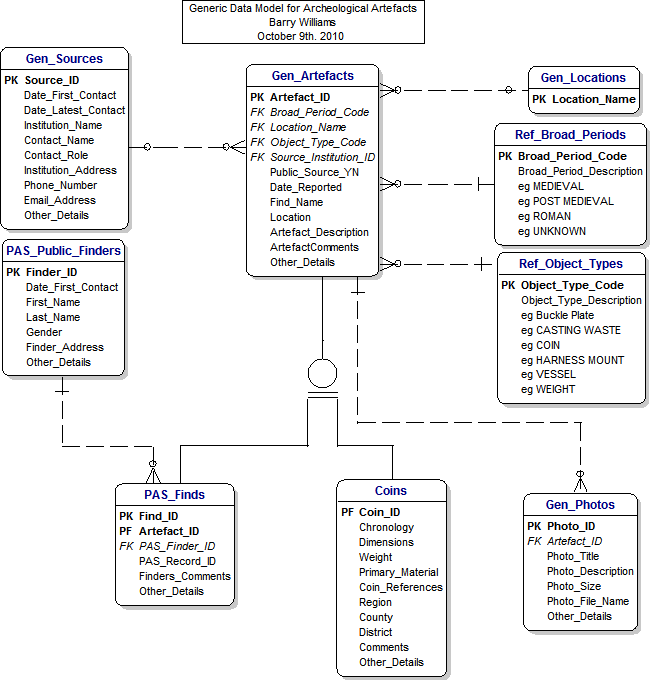 Generic Data Model for Archeological Artefacts
Barry Williams
October 9th. 2010
Gen_Sources
PK Source_ID
Date_First_Contact
Date_Latest_Contact
Institution_Name
Contact_Name
Contact_Role
Institution_Address
Phone_Number
Email_Address
Other_Details
Gen_Artefacts
PK Artefact_ID
FK Broad_Period_Code
FK Location_Name
FK Object_Type_Code
FK Source_Institution_ID
Public_Source_YN
Date_Reported
Find_Name
Location
Artefact_Description
ArtefactComments
Other_Details
Gen_Locations
PK Location_Name
Ref_Broad_Periods
PK Broad_Period_Code
Broad_Period_Description
eg MEDIEVAL
eg POST MEDIEVAL
eg ROMAN
eg UNKNOWN
PAS_Public_Finders
PK Finder_ID
Date_First_Contact
First_Name
Last_Name
Gender
Finder_Address
Other_Details
Ref_Object_Types
PK Object_Type_Code
Object_Type_Description
eg Buckle Plate
eg CASTING WASTE
eg COIN
eg HARNESS MOUNT
eg VESSEL
eg WEIGHT
PAS_Finds
PK Find_ID
PF Artefact_ID
FK PAS_Finder_ID
PAS_Record_ID
Finders_Comments
Other_Details
Coins
PF Coin_ID
Chronology
Dimensions
Weight
Primary_Material
Coin_References
Region
County
District
Comments
Other_Details
Gen_Photos
PK Photo_ID
FK Artefact_ID
Photo_Title
Photo_Description
Photo_Size
Photo_File_Name
Other_Details